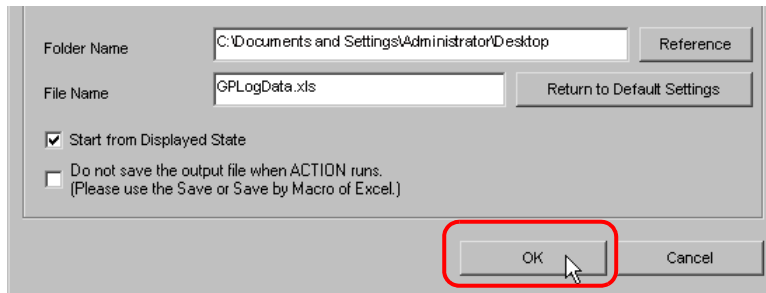 Folder Name
C:\Documents and Settings\Administrator\Desktop
Reference
File Name
GPLogData.xls
Return to Default Settings
Start from Displayed State
Do not save the output file when ACTION runs.
(Please use the Save or Save by Macro of Excel.)
OK
Cancel